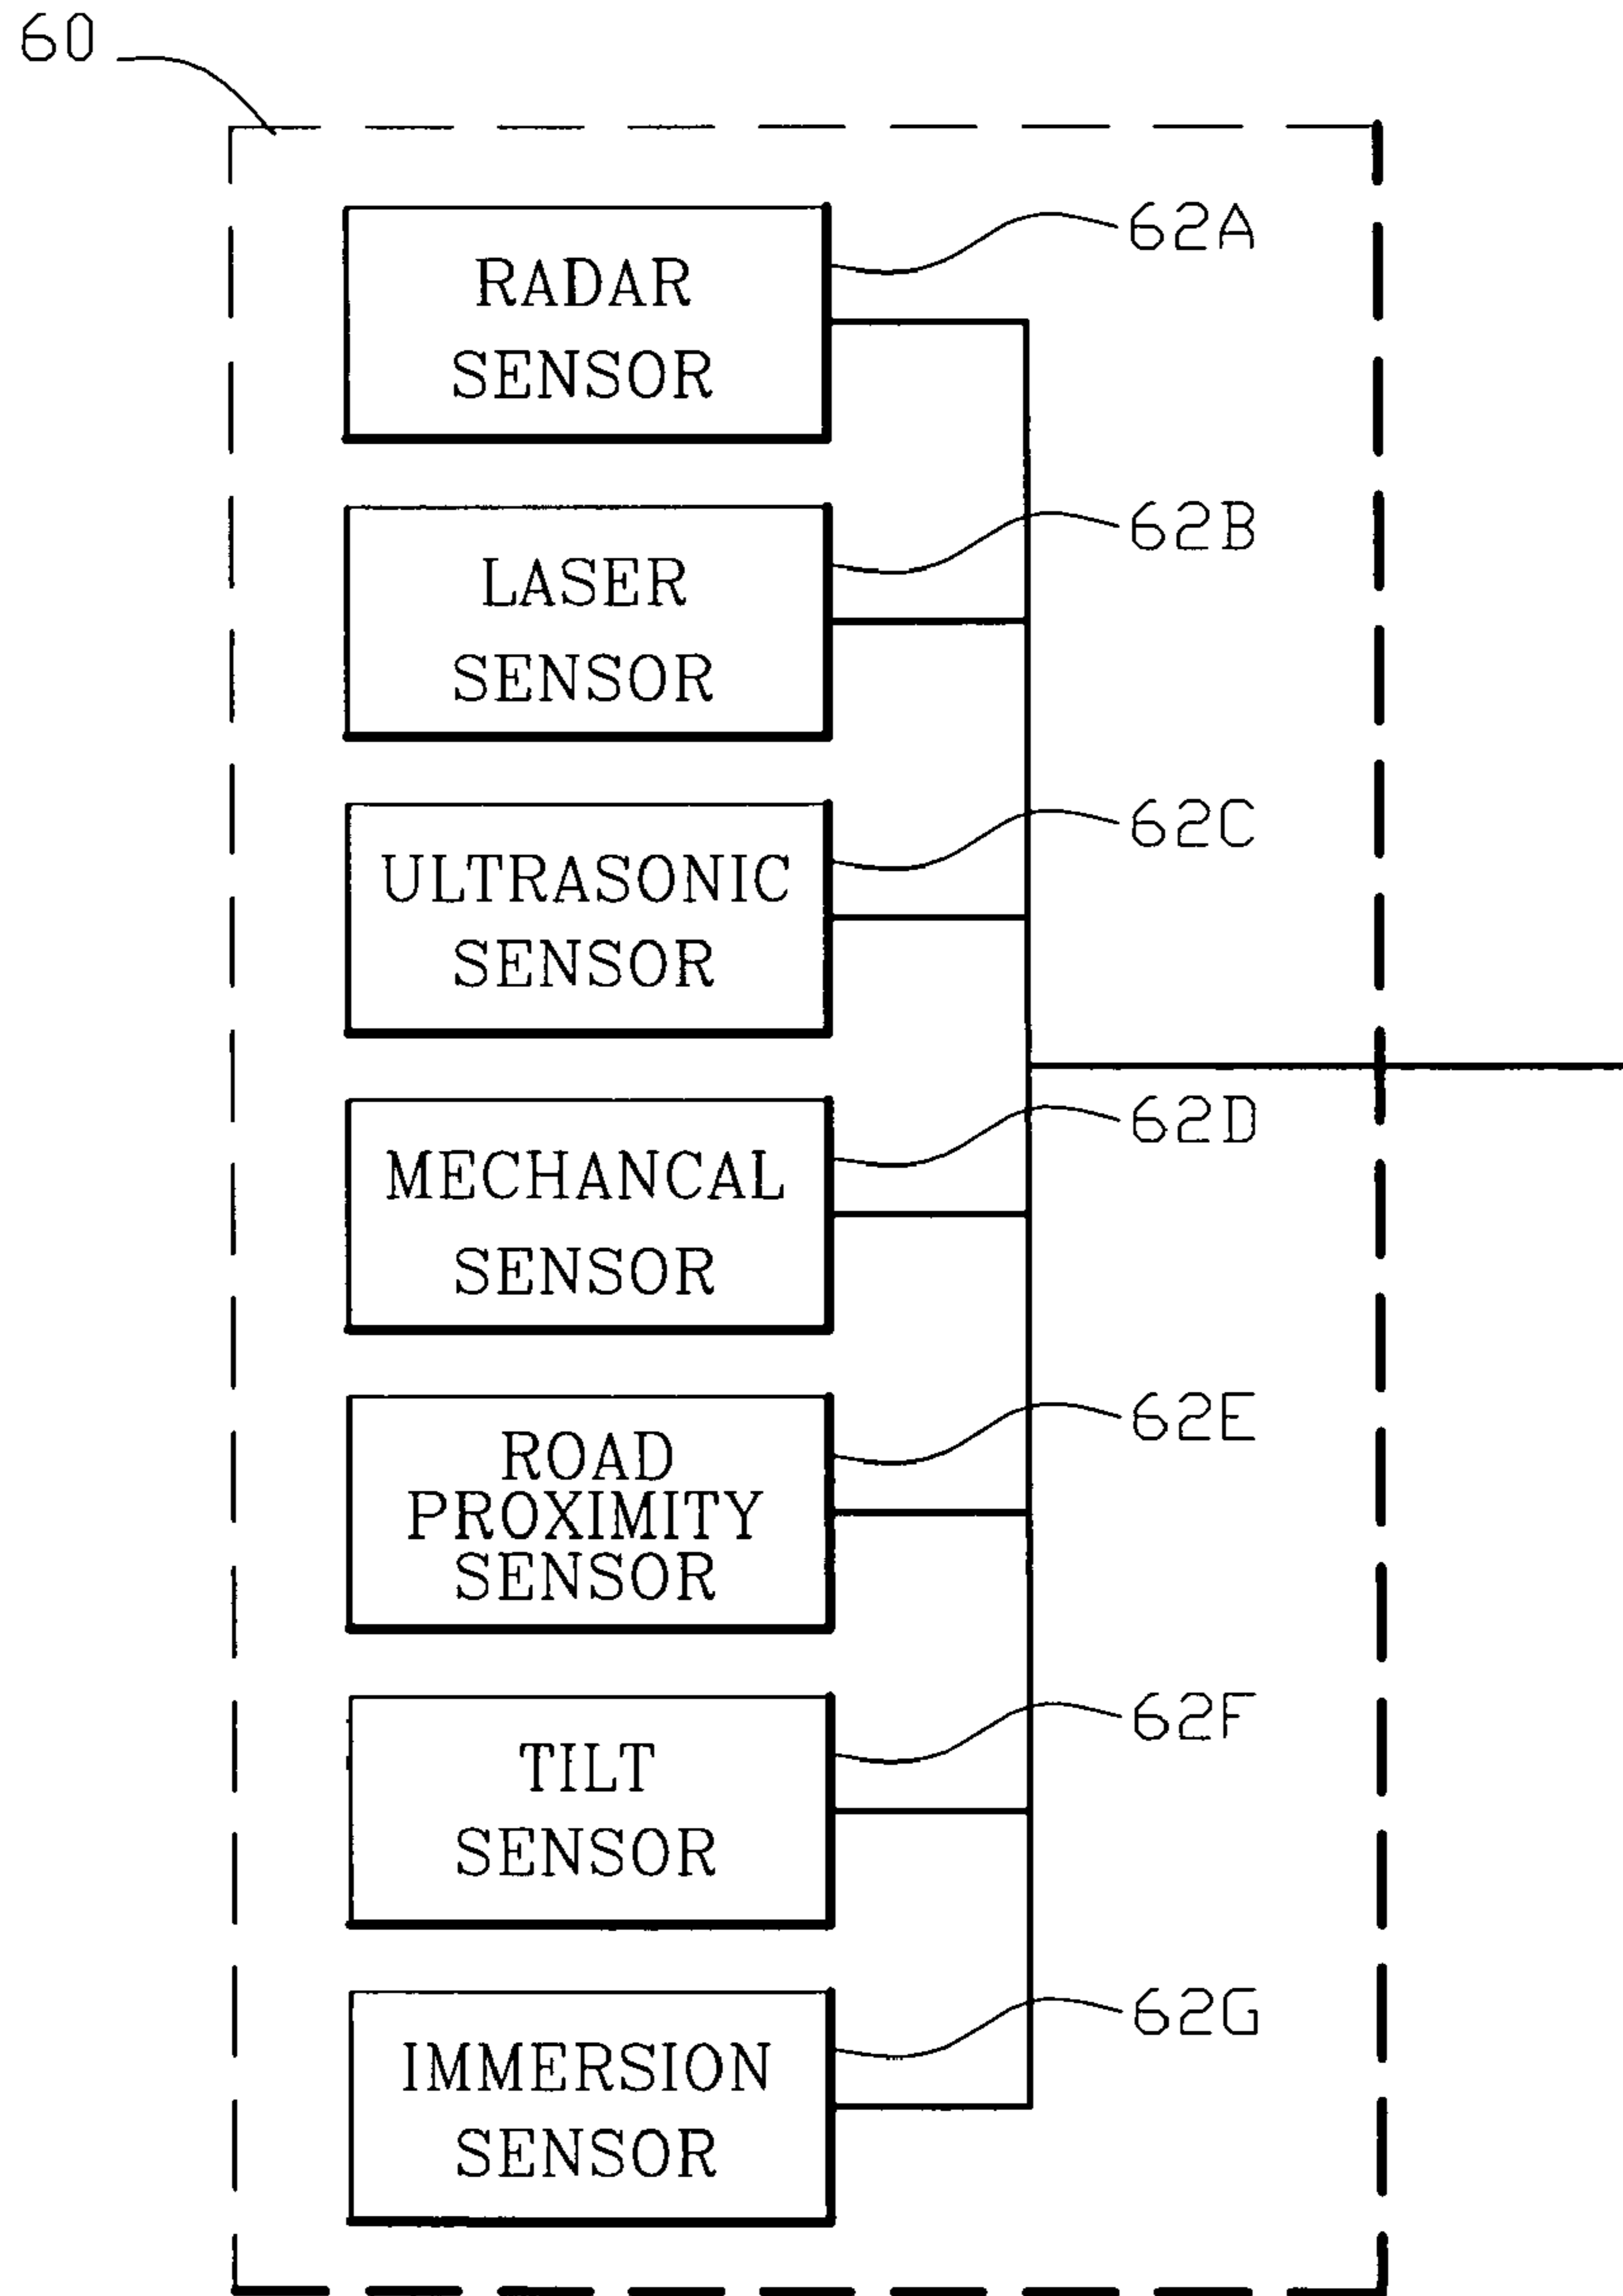 60
RADAR
SENSOR
62A
LASER
SENSOR
62B
ULTRASONIC
SENSOR
62C
MECHANCAL
SENSOR
62D
ROAD
PROXIMITY
SENSOR
62E
TILT
SENSOR
62F
IMMERSION
SENSOR
62G